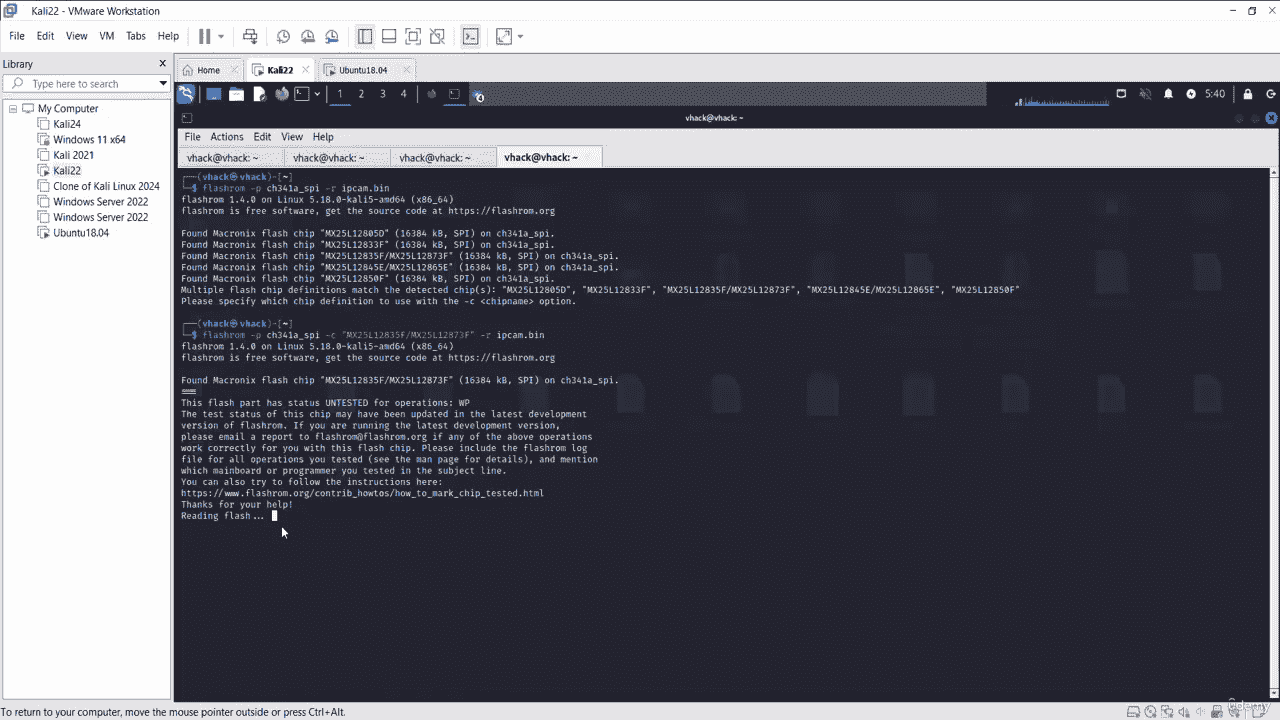 Kali22 - VMware Workstation
File Edit View VM Tabs Help
Library
Type here to search
My Computer
Kali24
Windows 11 x64
Kali 2021
Kali22
Clone of Kali Linux 2024
Windows Server 2022
Windows Server 2022
Ubuntu18.04
Home Kali22 Ubuntu18.04
1 2 3 4 5:40
vhack@vhack: ~
File Actions Edit View Help
vhack@vhack: ~ vhack@vhack: ~ vhack@vhack: ~ vhack@vhack: ~
┌──(vhack㉿vhack)-[~]
└─$ flashrom -p ch341a_spi -r ipcam.bin
flashrom 1.4.0 on Linux 5.18.0-kali5-amd64 (x86_64)
flashrom is free software, get the source code at https://flashrom.org
Found Macronix flash chip "MX25L12805D" (16384 kB, SPI) on ch341a_spi.
Found Macronix flash chip "MX25L12833F" (16384 kB, SPI) on ch341a_spi.
Found Macronix flash chip "MX25L12835F/MX25L12873F" (16384 kB, SPI) on ch341a_spi.
Found Macronix flash chip "MX25L12845E/MX25L12865E" (16384 kB, SPI) on ch341a_spi.
Found Macronix flash chip "MX25L12850F" (16384 kB, SPI) on ch341a_spi.
Multiple flash chip definitions match the detected chip(s): "MX25L12805D", "MX25L12833F", "MX25L12835F/MX25L12873F", "MX25L12845E/MX25L12865E", "MX25L12850F"
Please specify which chip definition to use with the -c <chipname> option.
┌──(vhack㉿vhack)-[~]
└─$ flashrom -p ch341a_spi -c "MX25L12835F/MX25L12873F" -r ipcam.bin
flashrom 1.4.0 on Linux 5.18.0-kali5-amd64 (x86_64)
flashrom is free software, get the source code at https://flashrom.org
Found Macronix flash chip "MX25L12835F/MX25L12873F" (16384 kB, SPI) on ch341a_spi.
===
This flash part has status UNTESTED for operations: WP
The test status of this chip may have been updated in the latest development
version of flashrom. If you are running the latest development version,
please email a report to flashrom@flashrom.org if any of the above operations
work correctly for you with this flash chip. Please include the flashrom log
file for all operations you tested (see the man page for details), and mention
which mainboard or programmer you tested in the subject line.
You can also try to follow the instructions here:
https://www.flashrom.org/contrib_howtos/how_to_mark_chip_tested.html
Thanks for your help!
Reading flash...
To return to your computer, move the mouse pointer outside or press Ctrl+Alt.
Udemy